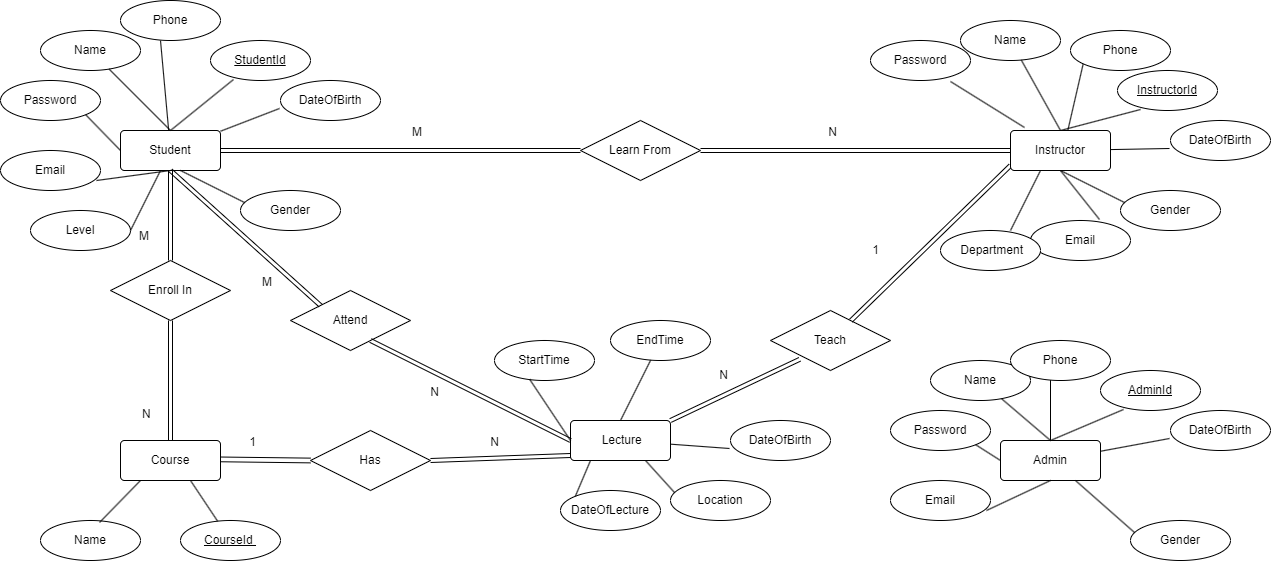 Phone
Name
StudentId
Password
DateOfBirth
Student
Email
Level
Gender
M
Learn From
N
Password
Name
Phone
InstructorId
DateOfBirth
Instructor
Gender
Email
Department
M
Enroll In
N
M
Attend
N
1
Teach
N
StartTime
EndTime
Lecture
DateOfBirth
Location
DateOfLecture
Course
1
Has
N
Name
CourseId
Phone
Name
AdminId
Password
DateOfBirth
Admin
Email
Gender